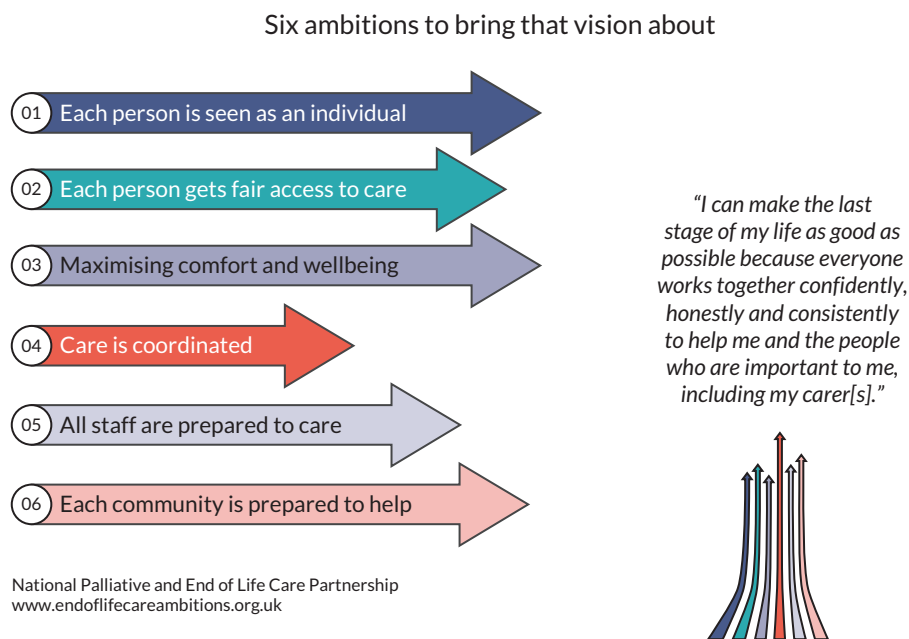 Six ambitions to bring that vision about
01 Each person is seen as an individual
02 Each person gets fair access to care
03 Maximising comfort and wellbeing
04 Care is coordinated
05 All staff are prepared to care
06 Each community is prepared to help
“I can make the last
stage of my life as good as
possible because everyone
works together confidently,
honestly and consistently
to help me and the people
who are important to me,
including my carer[s].”
National Palliative and End of Life Care Partnership
www.endoflifecareambitions.org.uk